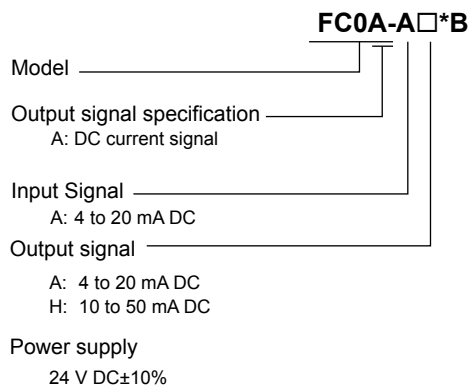 FC0A-A□*B
Model
Output signal specification
A: DC current signal
Input Signal
A: 4 to 20 mA DC
Output signal
A: 4 to 20 mA DC
H: 10 to 50 mA DC
Power supply
24 V DC±10%